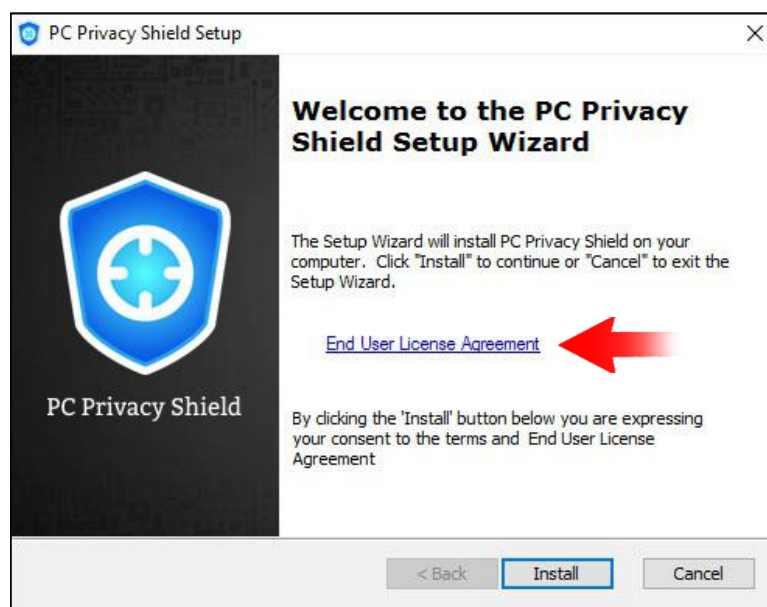 PC Privacy Shield Setup
Welcome to the PC Privacy
Shield Setup Wizard
The Setup Wizard will install PC Privacy Shield on your
computer. Click "Install" to continue or "Cancel" to exit the
Setup Wizard.
End User License Agreement
PC Privacy Shield
By clicking the 'Install' button below you are expressing
your consent to the terms and End User License
Agreement
< Back
Install
Cancel